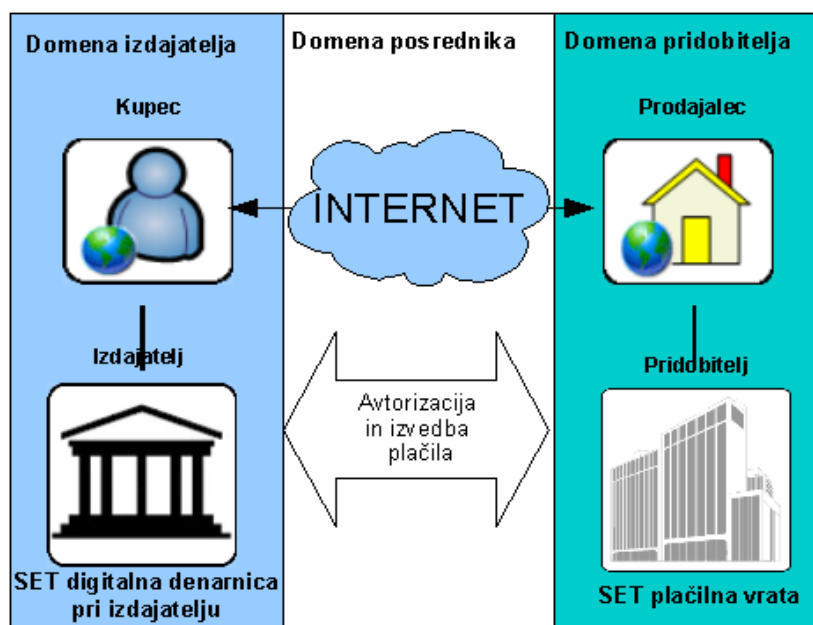 Domena izdajatelja
Domena posrednika
Domena pridobitelja
Kupec
Prodajalec
INTERNET
Izdajatelj
Pridobitelj
Avtorizacija
in izvedba
plačila
SET digitalna denarnica
pri izdajatelju
SET plačilna vrata